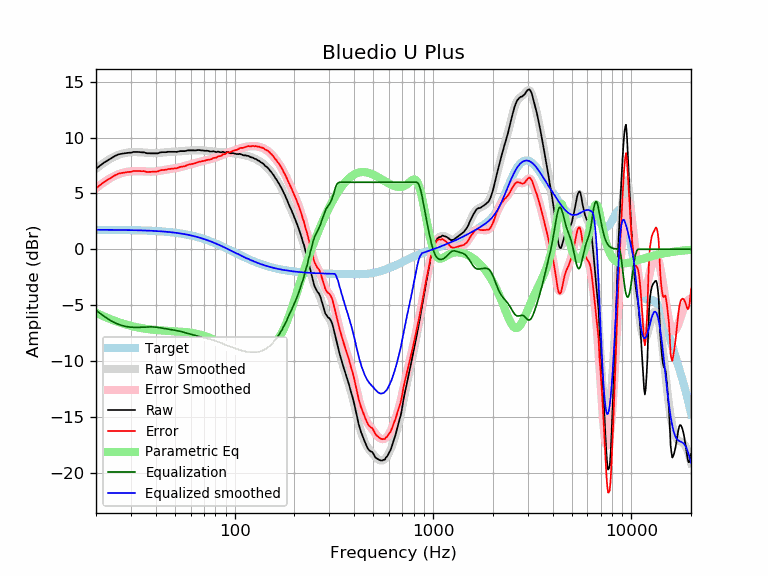 Bluedio U Plus
15
10
5
0
−5
−10
−15
−20
Amplitude (dBr)
Target
Raw Smoothed
Error Smoothed
Raw
Error
Parametric Eq
Equalization
Equalized smoothed
100
1000
10000
Frequency (Hz)